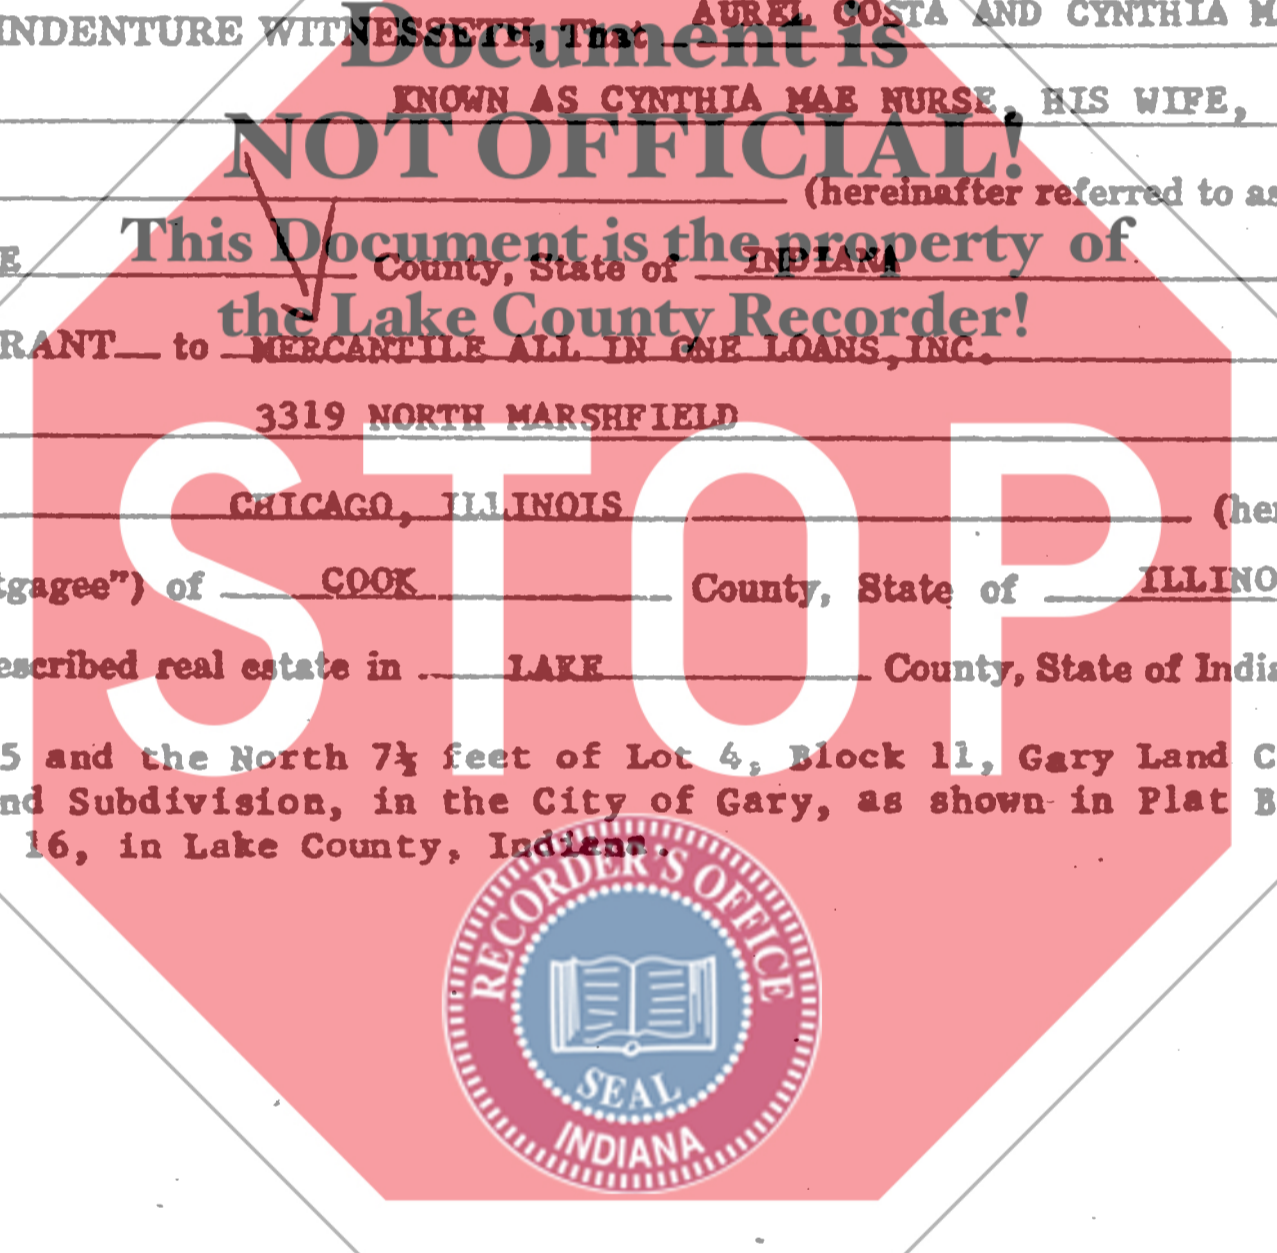 Document is
NOT OFFICIAL!
This Document is the property of
the Lake County Recorder!
STOP
INDENTURE WITNESSETH, That AUREL COSTA AND CYNTHIA M
KNOWN AS CYNTHIA MAE NURSE, HIS WIFE,
(hereinafter referred to as
E County, State of INDIANA
RANT to MERCANTILE ALL IN ONE LOANS, INC.
3319 NORTH MARSHFIELD
CHICAGO, ILLINOIS (her
tgagee") of COOK County, State of ILLINO
escribed real estate in LAKE County, State of India
5 and the North 7½ feet of Lot 4, Block 11, Gary Land C
nd Subdivision, in the City of Gary, as shown in Plat B
16, in Lake County, Indiana.
RECORDER'S OFFICE
SEAL
INDIANA